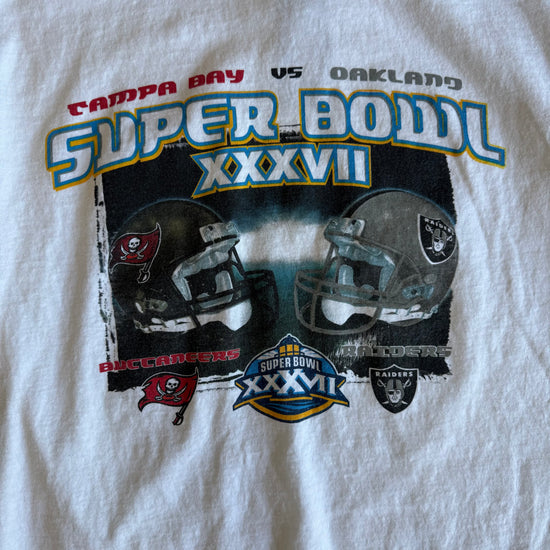 TAMPA BAY VS OAKLAND
SUPER BOWL
XXXVII
RAIDERS
BUCCANEERS RAIDERS
SUPER BOWL
XXXVII
RAIDERS